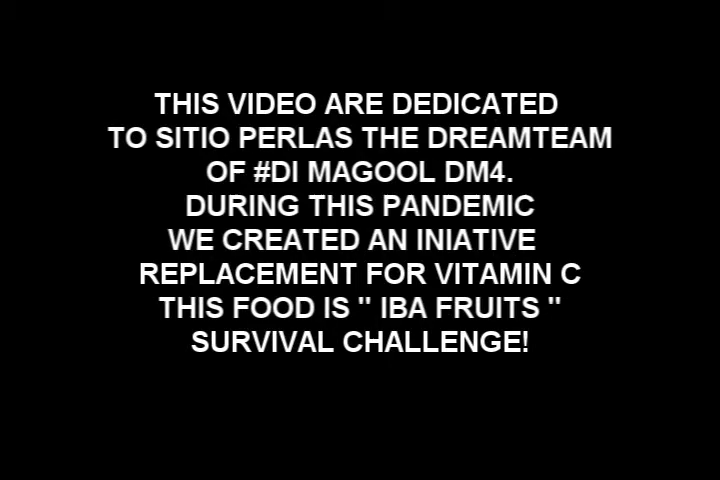 THIS VIDEO ARE DEDICATED
TO SITIO PERLAS THE DREAMTEAM
OF #DI MAGOOL DM4.
DURING THIS PANDEMIC
WE CREATED AN INIATIVE
REPLACEMENT FOR VITAMIN C
THIS FOOD IS " IBA FRUITS "
SURVIVAL CHALLENGE!